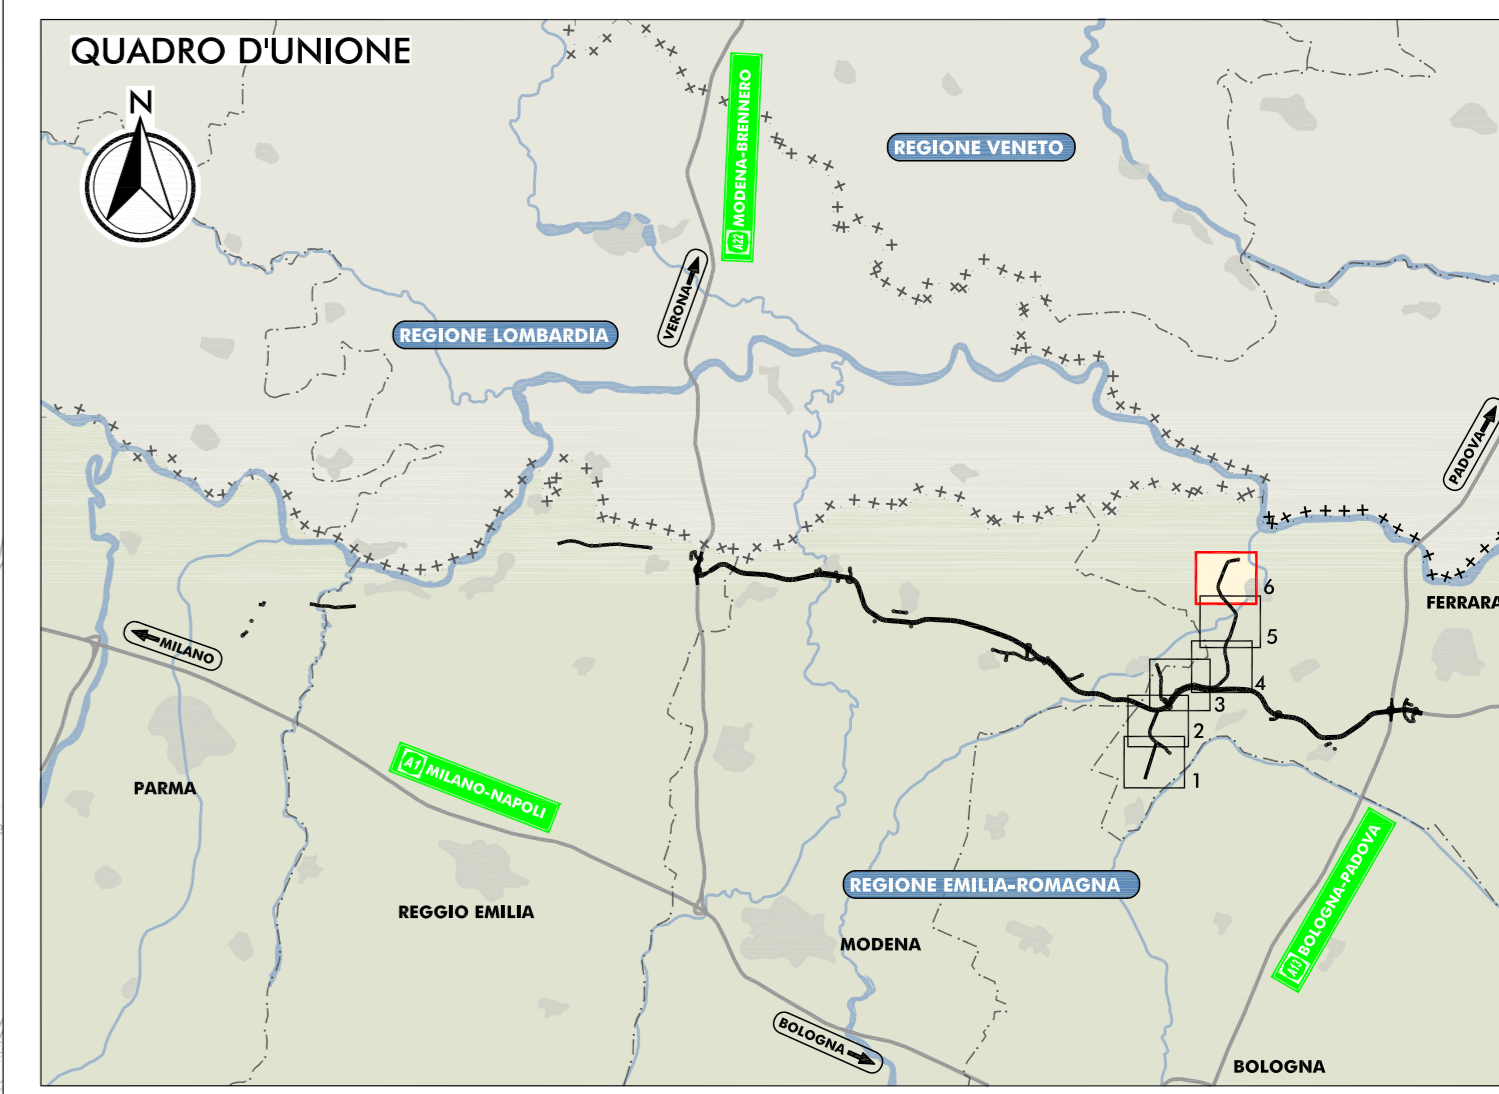 QUADRO D'UNIONE
N
A22 MODENA-BRENNERO
REGIONE VENETO
VERONA
REGIONE LOMBARDIA
PADOVA
6
FERRARA
5
MILANO
4
3
2
1
PARMA
A1 MILANO-NAPOLI
A13 BOLOGNA-PADOVA
REGIONE EMILIA-ROMAGNA
REGGIO EMILIA
MODENA
BOLOGNA
BOLOGNA